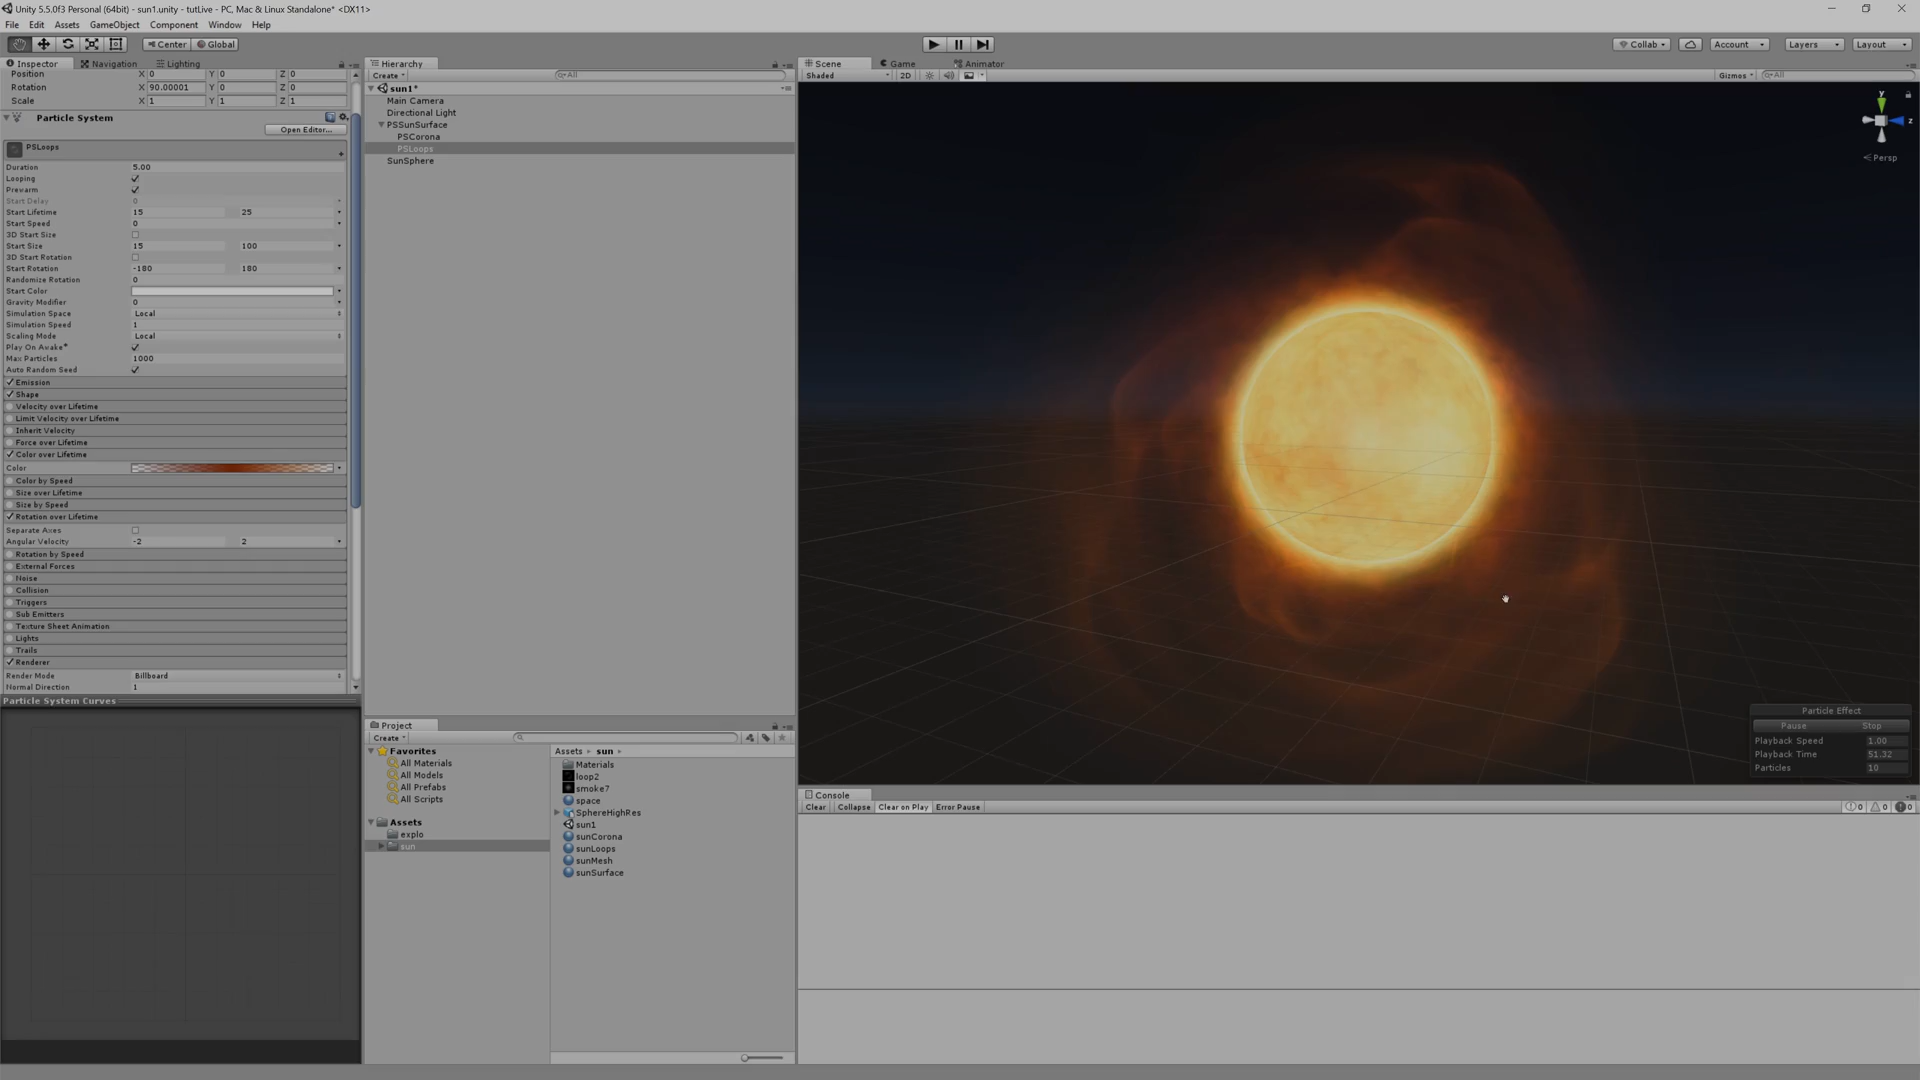 Unity 5.5.0f3 Personal (64bit) - sun1.unity - tutLive - PC, Mac & Linux Standalone* <DX11>
File Edit Assets GameObject Component Window Help
Center Global Collab Account Layers Layout
Inspector Navigation Lighting
Position X 0 Y 0 Z 0
Rotation X 90.00001 Y 0 Z 0
Scale X 1 Y 1 Z 1
Particle System
Open Editor...
PSLoops
Duration 5.00
Looping
Prewarm
Start Delay 0
Start Lifetime 15 25
Start Speed 0
3D Start Size
Start Size 15 100
3D Start Rotation
Start Rotation -180 180
Randomize Rotation 0
Start Color
Gravity Modifier 0
Simulation Space Local
Simulation Speed 1
Scaling Mode Local
Play On Awake*
Max Particles 1000
Auto Random Seed
Emission
Shape
Velocity over Lifetime
Limit Velocity over Lifetime
Inherit Velocity
Force over Lifetime
Color over Lifetime
Color
Color by Speed
Size over Lifetime
Size by Speed
Rotation over Lifetime
Separate Axes
Angular Velocity -2 2
Rotation by Speed
External Forces
Noise
Collision
Triggers
Sub Emitters
Texture Sheet Animation
Lights
Trails
Renderer
Render Mode Billboard
Normal Direction 1
Particle System Curves
Hierarchy
Create All
sun1*
Main Camera
Directional Light
PSSunSurface
PSCorona
PSLoops
SunSphere
Project
Create
Favorites
All Materials
All Models
All Prefabs
All Scripts
Assets
explo
sun
Assets sun
Materials
loop2
smoke7
space
SphereHighRes
sun1
sunCorona
sunLoops
sunMesh
sunSurface
Scene Game Animator
Shaded 2D Gizmos All
y
z
Persp
Particle Effect
Pause Stop
Playback Speed 1.00
Playback Time 51.32
Particles 10
Console
Clear Collapse Clear on Play Error Pause 0 0 0